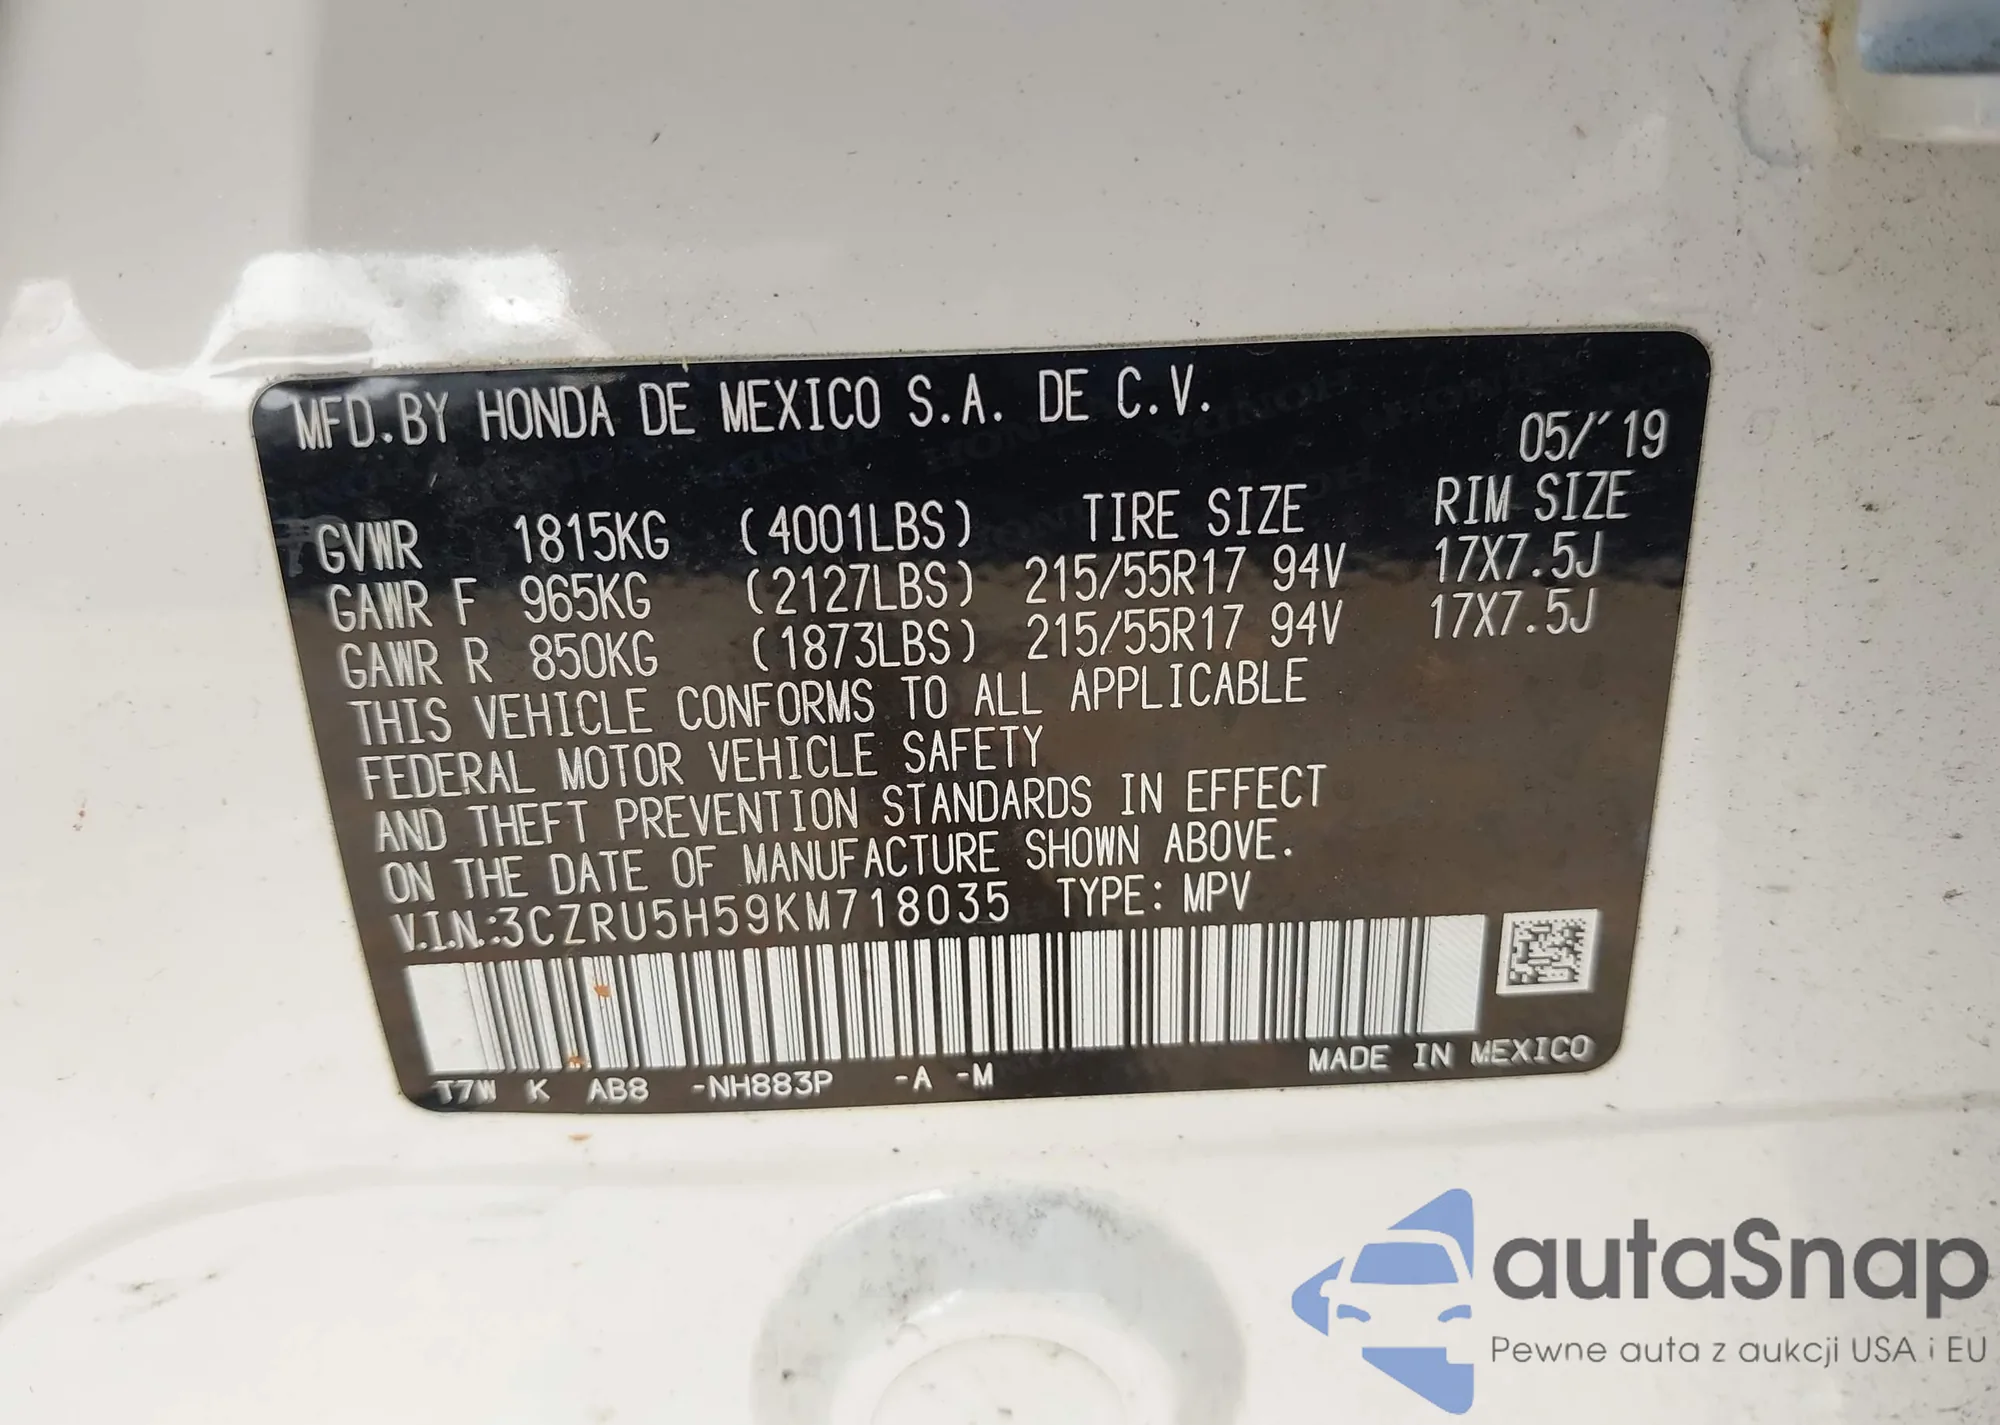 MFD.BY HONDA DE MEXICO S.A. DE C.V.
05/'19
GVWR 1815KG (4001LBS) TIRE SIZE RIM SIZE
GAWR F 965KG (2127LBS) 215/55R17 94V 17X7.5J
GAWR R 850KG (1873LBS) 215/55R17 94V 17X7.5J
THIS VEHICLE CONFORMS TO ALL APPLICABLE
FEDERAL MOTOR VEHICLE SAFETY
AND THEFT PREVENTION STANDARDS IN EFFECT
ON THE DATE OF MANUFACTURE SHOWN ABOVE.
V.I.N.:3CZRU5H59KM718035 TYPE: MPV
T7W K AB8 -NH883P -A -M MADE IN MEXICO
autaSnap
Pewne auta z aukcji USA i EU